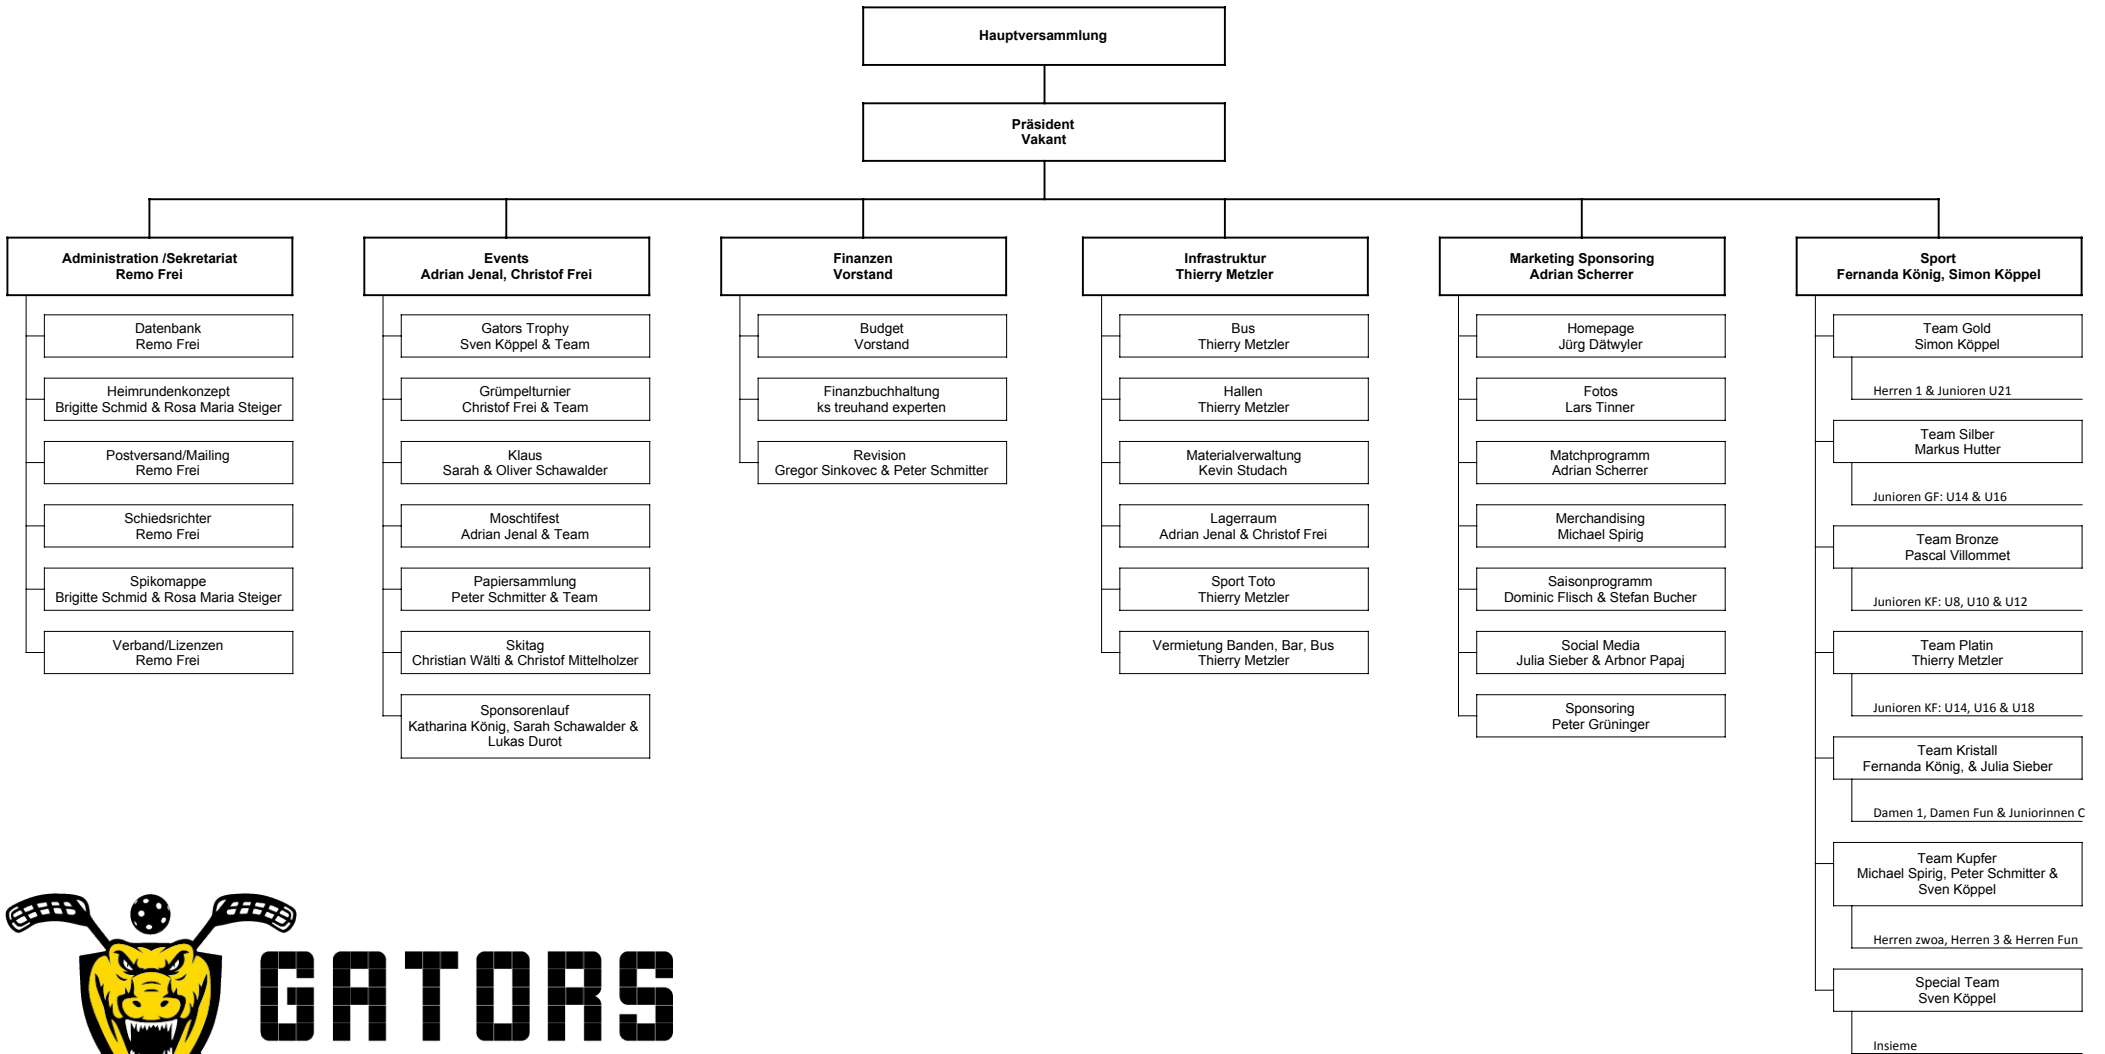 Hauptversammlung
Präsident
Vakant
Administration /Sekretariat
Remo Frei
Datenbank
Remo Frei
Heimrundenkonzept
Brigitte Schmid & Rosa Maria Steiger
Postversand/Mailing
Remo Frei
Schiedsrichter
Remo Frei
Spikomappe
Brigitte Schmid & Rosa Maria Steiger
Verband/Lizenzen
Remo Frei
Events
Adrian Jenal, Christof Frei
Gators Trophy
Sven Köppel & Team
Grümpelturnier
Christof Frei & Team
Klaus
Sarah & Oliver Schawalder
Moschtifest
Adrian Jenal & Team
Papiersammlung
Peter Schmitter & Team
Skitag
Christian Wälti & Christof Mittelholzer
Sponsorenlauf
Katharina König, Sarah Schawalder &
Lukas Durot
Finanzen
Vorstand
Budget
Vorstand
Finanzbuchhaltung
ks treuhand experten
Revision
Gregor Sinkovec & Peter Schmitter
Infrastruktur
Thierry Metzler
Bus
Thierry Metzler
Hallen
Thierry Metzler
Materialverwaltung
Kevin Studach
Lagerraum
Adrian Jenal & Christof Frei
Sport Toto
Thierry Metzler
Vermietung Banden, Bar, Bus
Thierry Metzler
Marketing Sponsoring
Adrian Scherrer
Homepage
Jürg Dätwyler
Fotos
Lars Tinner
Matchprogramm
Adrian Scherrer
Merchandising
Michael Spirig
Saisonprogramm
Dominic Flisch & Stefan Bucher
Social Media
Julia Sieber & Arbnor Papaj
Sponsoring
Peter Grüninger
Sport
Fernanda König, Simon Köppel
Team Gold
Simon Köppel
Herren 1 & Junioren U21
Team Silber
Markus Hutter
Junioren GF: U14 & U16
Team Bronze
Pascal Villommet
Junioren KF: U8, U10 & U12
Team Platin
Thierry Metzler
Junioren KF: U14, U16 & U18
Team Kristall
Fernanda König, & Julia Sieber
Damen 1, Damen Fun & Juniorinnen C
Team Kupfer
Michael Spirig, Peter Schmitter &
Sven Köppel
Herren zwoa, Herren 3 & Herren Fun
Special Team
Sven Köppel
Insieme
GATORS